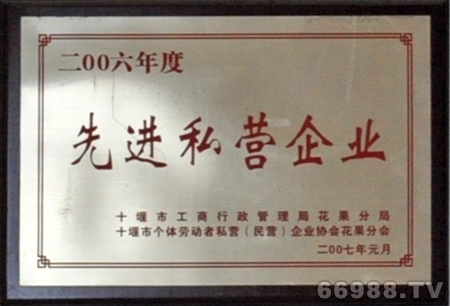 二00六年度
先进私营企业
十堰市工商行政管理局花果分局
十堰市个体劳动者私营（民营）企业协会花果分会
二00七年元月
66988.TV